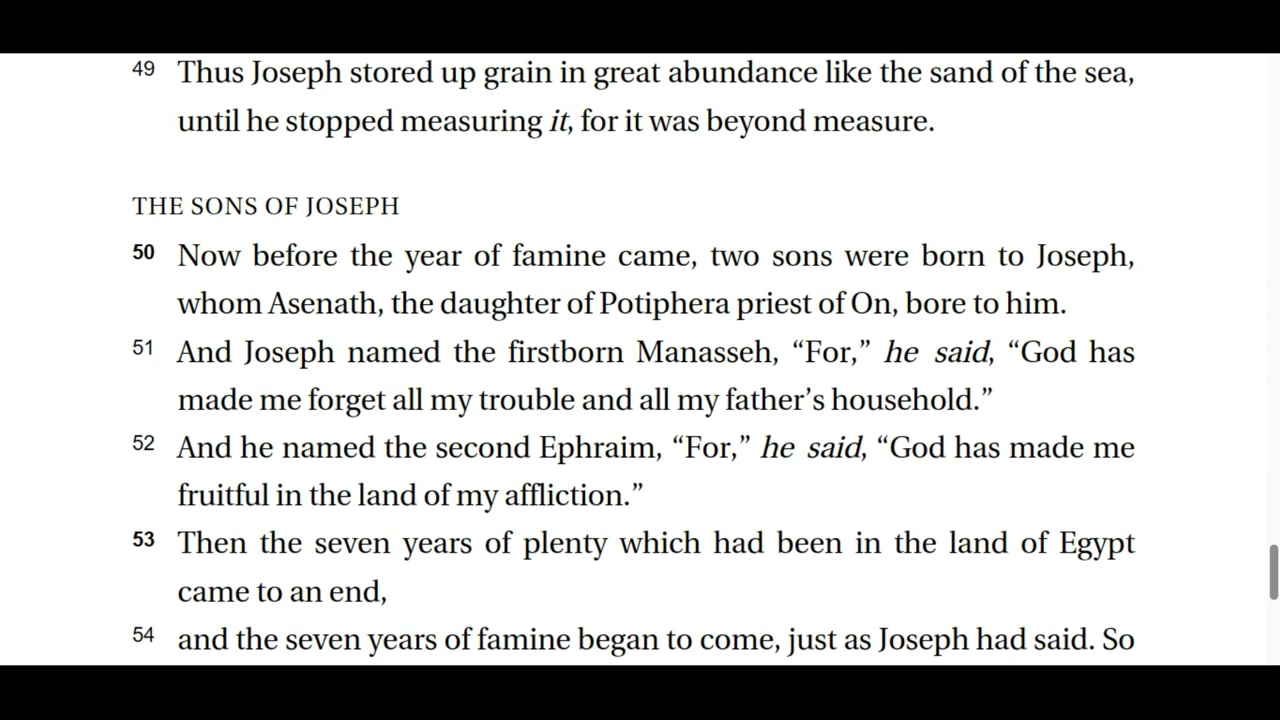 49 Thus Joseph stored up grain in great abundance like the sand of the sea,
until he stopped measuring it, for it was beyond measure.
THE SONS OF JOSEPH
50 Now before the year of famine came, two sons were born to Joseph,
whom Asenath, the daughter of Potiphera priest of On, bore to him.
51 And Joseph named the firstborn Manasseh, “For,” he said, “God has
made me forget all my trouble and all my father’s household.”
52 And he named the second Ephraim, “For,” he said, “God has made me
fruitful in the land of my affliction.”
53 Then the seven years of plenty which had been in the land of Egypt
came to an end,
54 and the seven years of famine began to come, just as Joseph had said. So